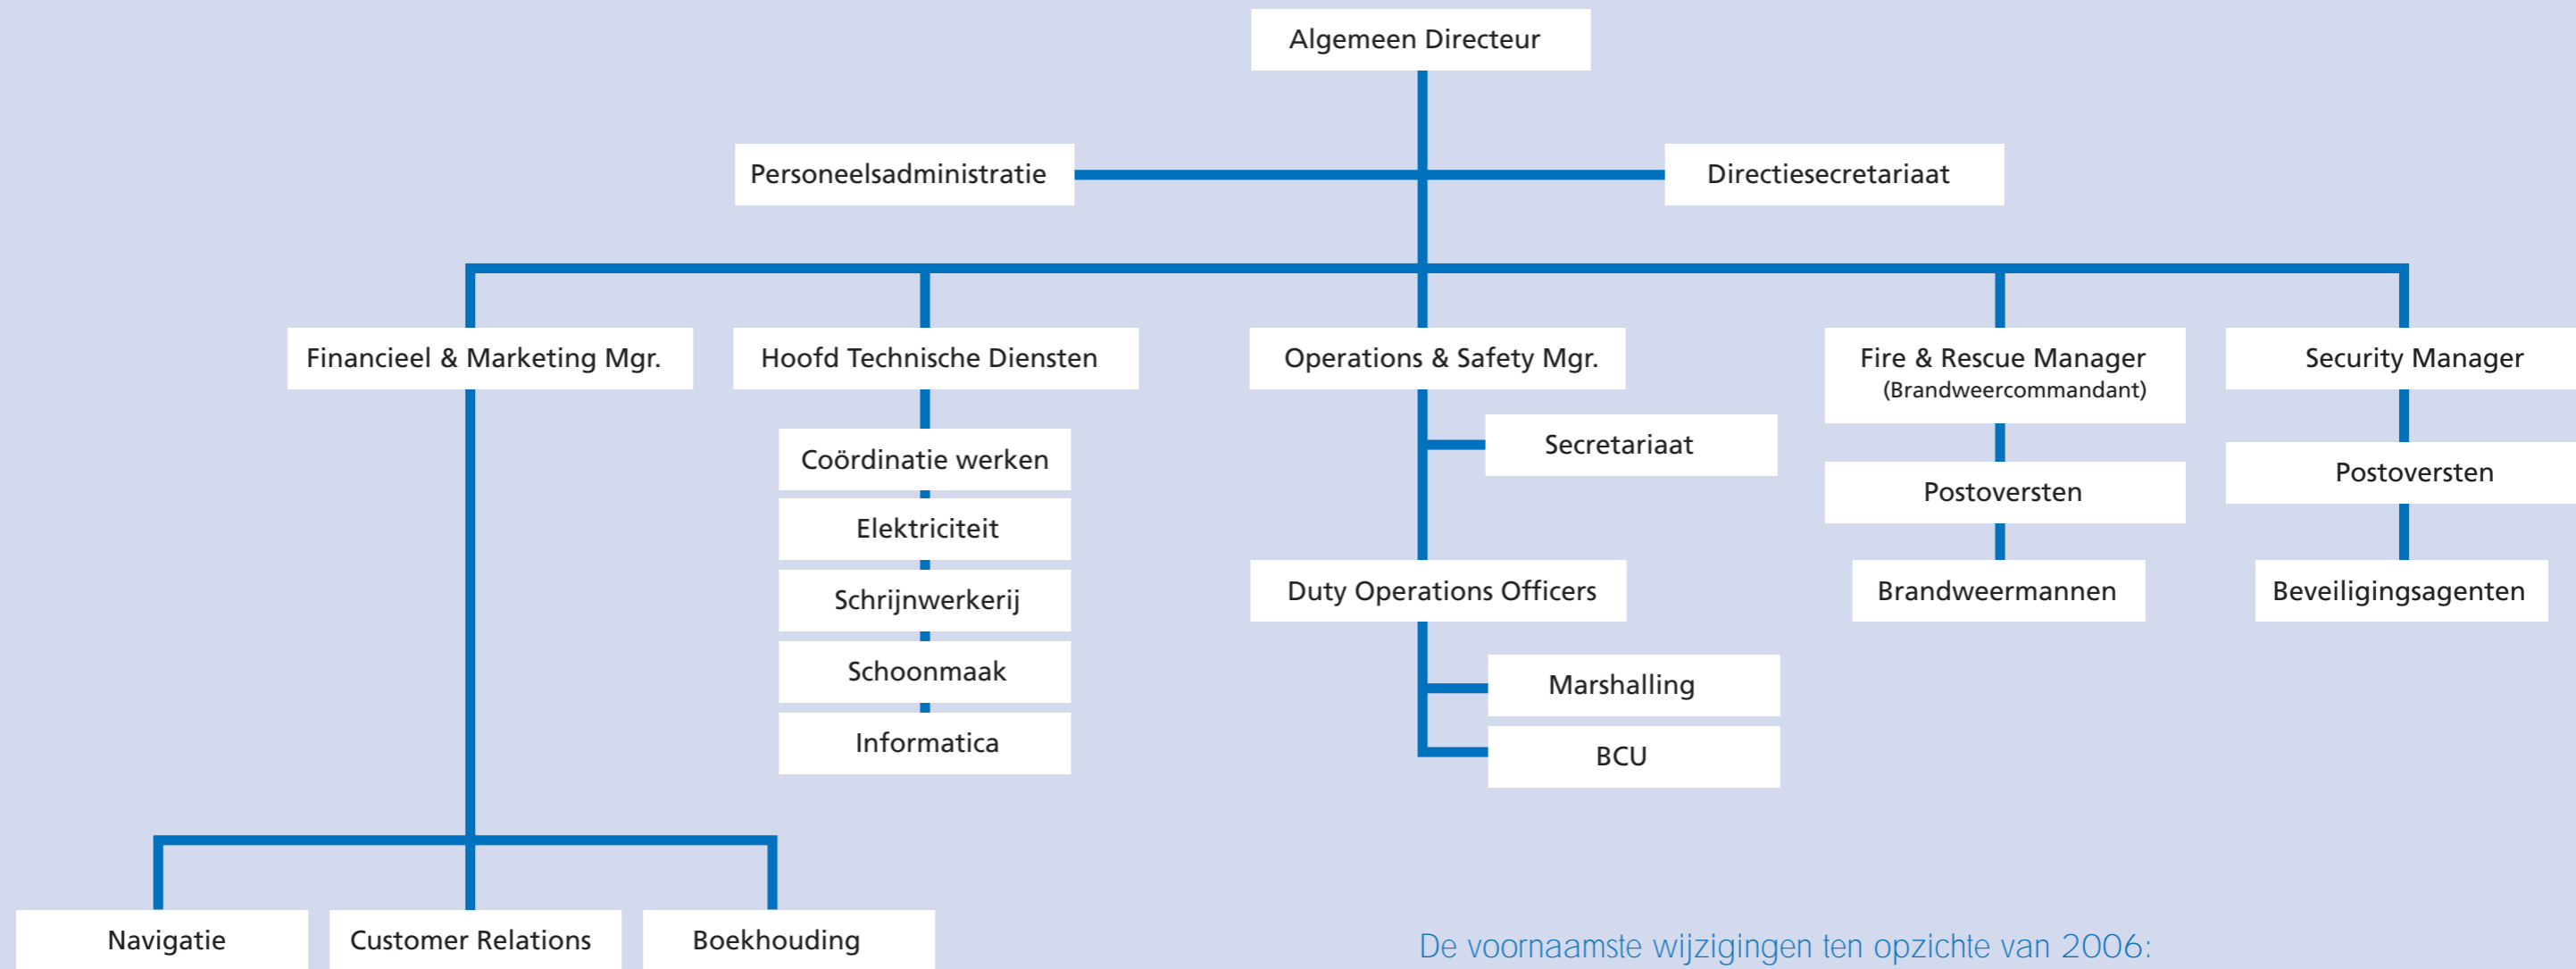 Algemeen Directeur
Personeelsadministratie
Directiesecretariaat
Financieel & Marketing Mgr.
Hoofd Technische Diensten
Operations & Safety Mgr.
Fire & Rescue Manager
(Brandweercommandant)
Security Manager
Coördinatie werken
Elektriciteit
Schrijnwerkerij
Schoonmaak
Informatica
Secretariaat
Duty Operations Officers
Marshalling
BCU
Postoversten
Brandweermannen
Postoversten
Beveiligingsagenten
Navigatie
Customer Relations
Boekhouding
De voornaamste wijzigingen ten opzichte van 2006: